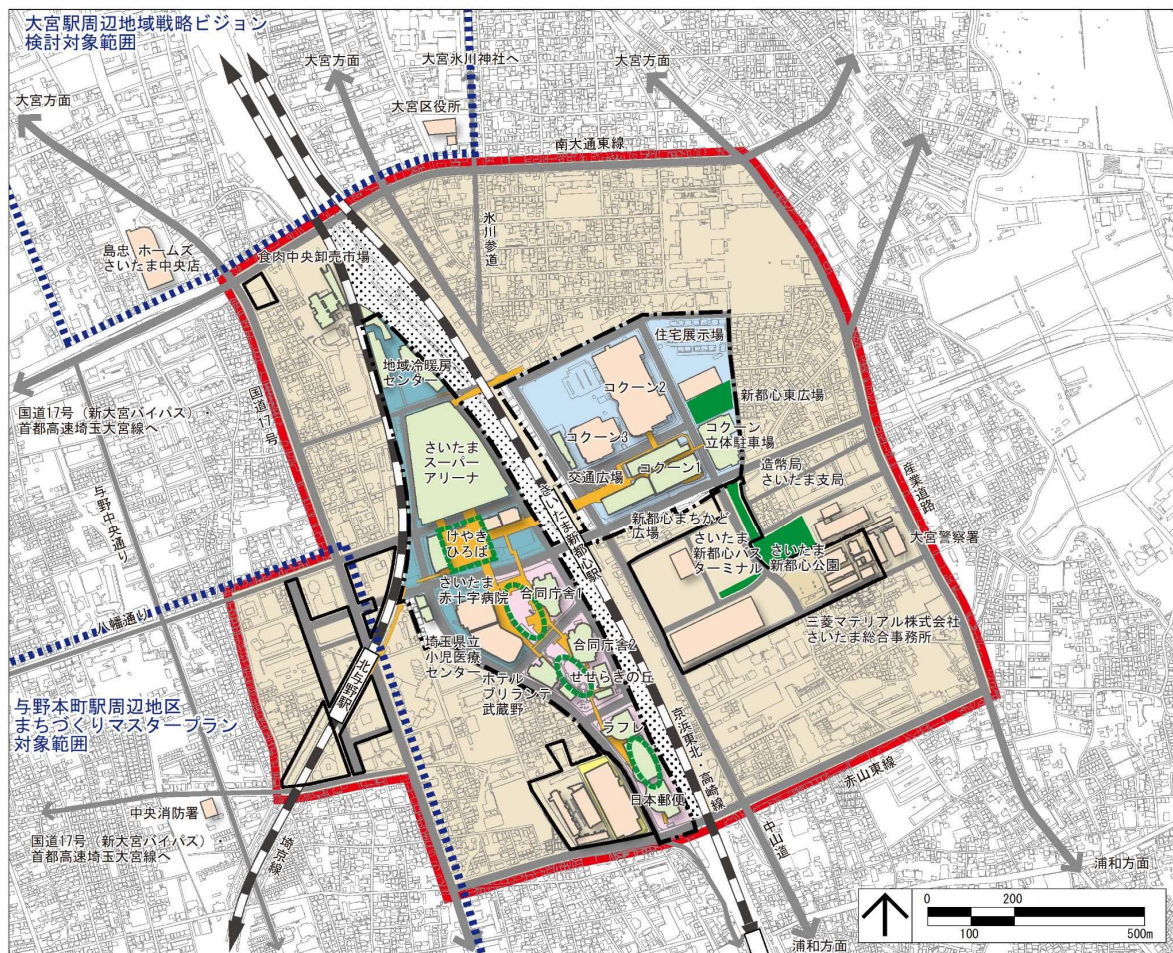 大宮駅周辺地域戦略ビジョン
検討対象範囲
大宮方面
大宮方面
大宮氷川神社へ
大宮方面
大宮区役所
南大通東線
氷川参道
島忠 ホームズ
さいたま中央店
食肉中央卸売市場
国道17号（新大宮バイパス）・
首都高速埼玉大宮線へ
国道17号
与野中央通り
地域冷暖房
センター
住宅展示場
コクーン2
新都心東広場
コクーン3
コクーン
立体駐車場
さいたま
スーパー
アリーナ
交通広場
コクーン1
造幣局
さいたま支局
産業道路
さいたま新都心駅
新都心まちかど
広場
けやき
ひろば
さいたま
新都心バス
ターミナル
さいたま
新都心公園
大宮警察署
八幡通り
さいたま
赤十字病院
合同庁舎1
三菱マテリアル株式会社
さいたま総合事務所
埼玉県立
小児医療
センター
合同庁舎2
せせらぎの丘
ホテル
ブリランテ
武蔵野
北与野駅
与野本町駅周辺地区
まちづくりマスタープラン
対象範囲
ラフレ
京浜東北・高崎線
日本郵便
赤山東線
中山道
中央消防署
国道17号（新大宮バイパス）・
首都高速埼玉大宮線へ
埼京線
浦和方面
浦和方面
0 200
100 500m